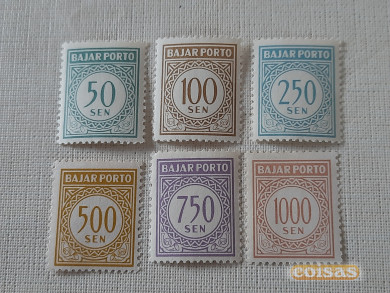 BAJAR PORTO
50
SEN
BAJAR PORTO
100
SEN
BAJAR PORTO
250
SEN
BAJAR PORTO
500
SEN
BAJAR PORTO
750
SEN
BAJAR PORTO
1000
SEN
coisas